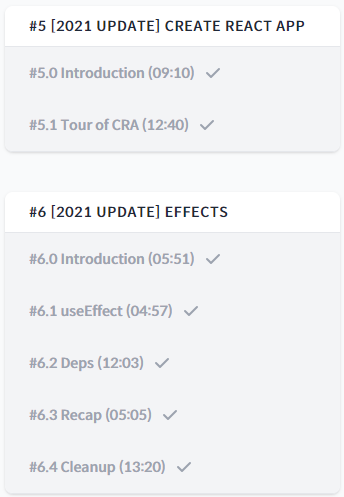 #5 [2021 UPDATE] CREATE REACT APP
#5.0 Introduction (09:10)
#5.1 Tour of CRA (12:40)
#6 [2021 UPDATE] EFFECTS
#6.0 Introduction (05:51)
#6.1 useEffect (04:57)
#6.2 Deps (12:03)
#6.3 Recap (05:05)
#6.4 Cleanup (13:20)